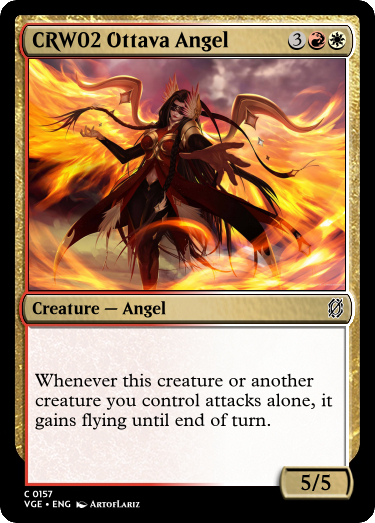 CRW02 Ottava Angel 3
Creature — Angel
Whenever this creature or another
creature you control attacks alone, it
gains flying until end of turn.
5/5
C 0157
VGE • ENG ArtofLariz